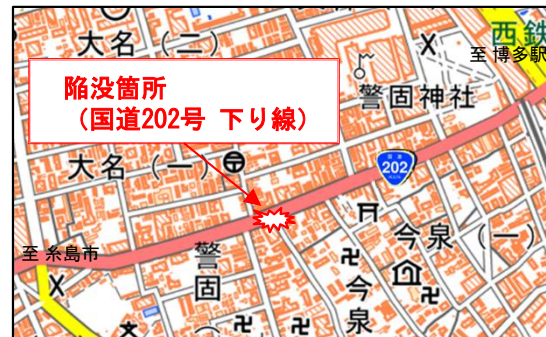 大名(二)
西鉄
至 博多駅
陥没箇所
(国道202号 下り線)
警固神社
大名(一)
国道
202
今泉(一)
至 糸島市
警固
今泉